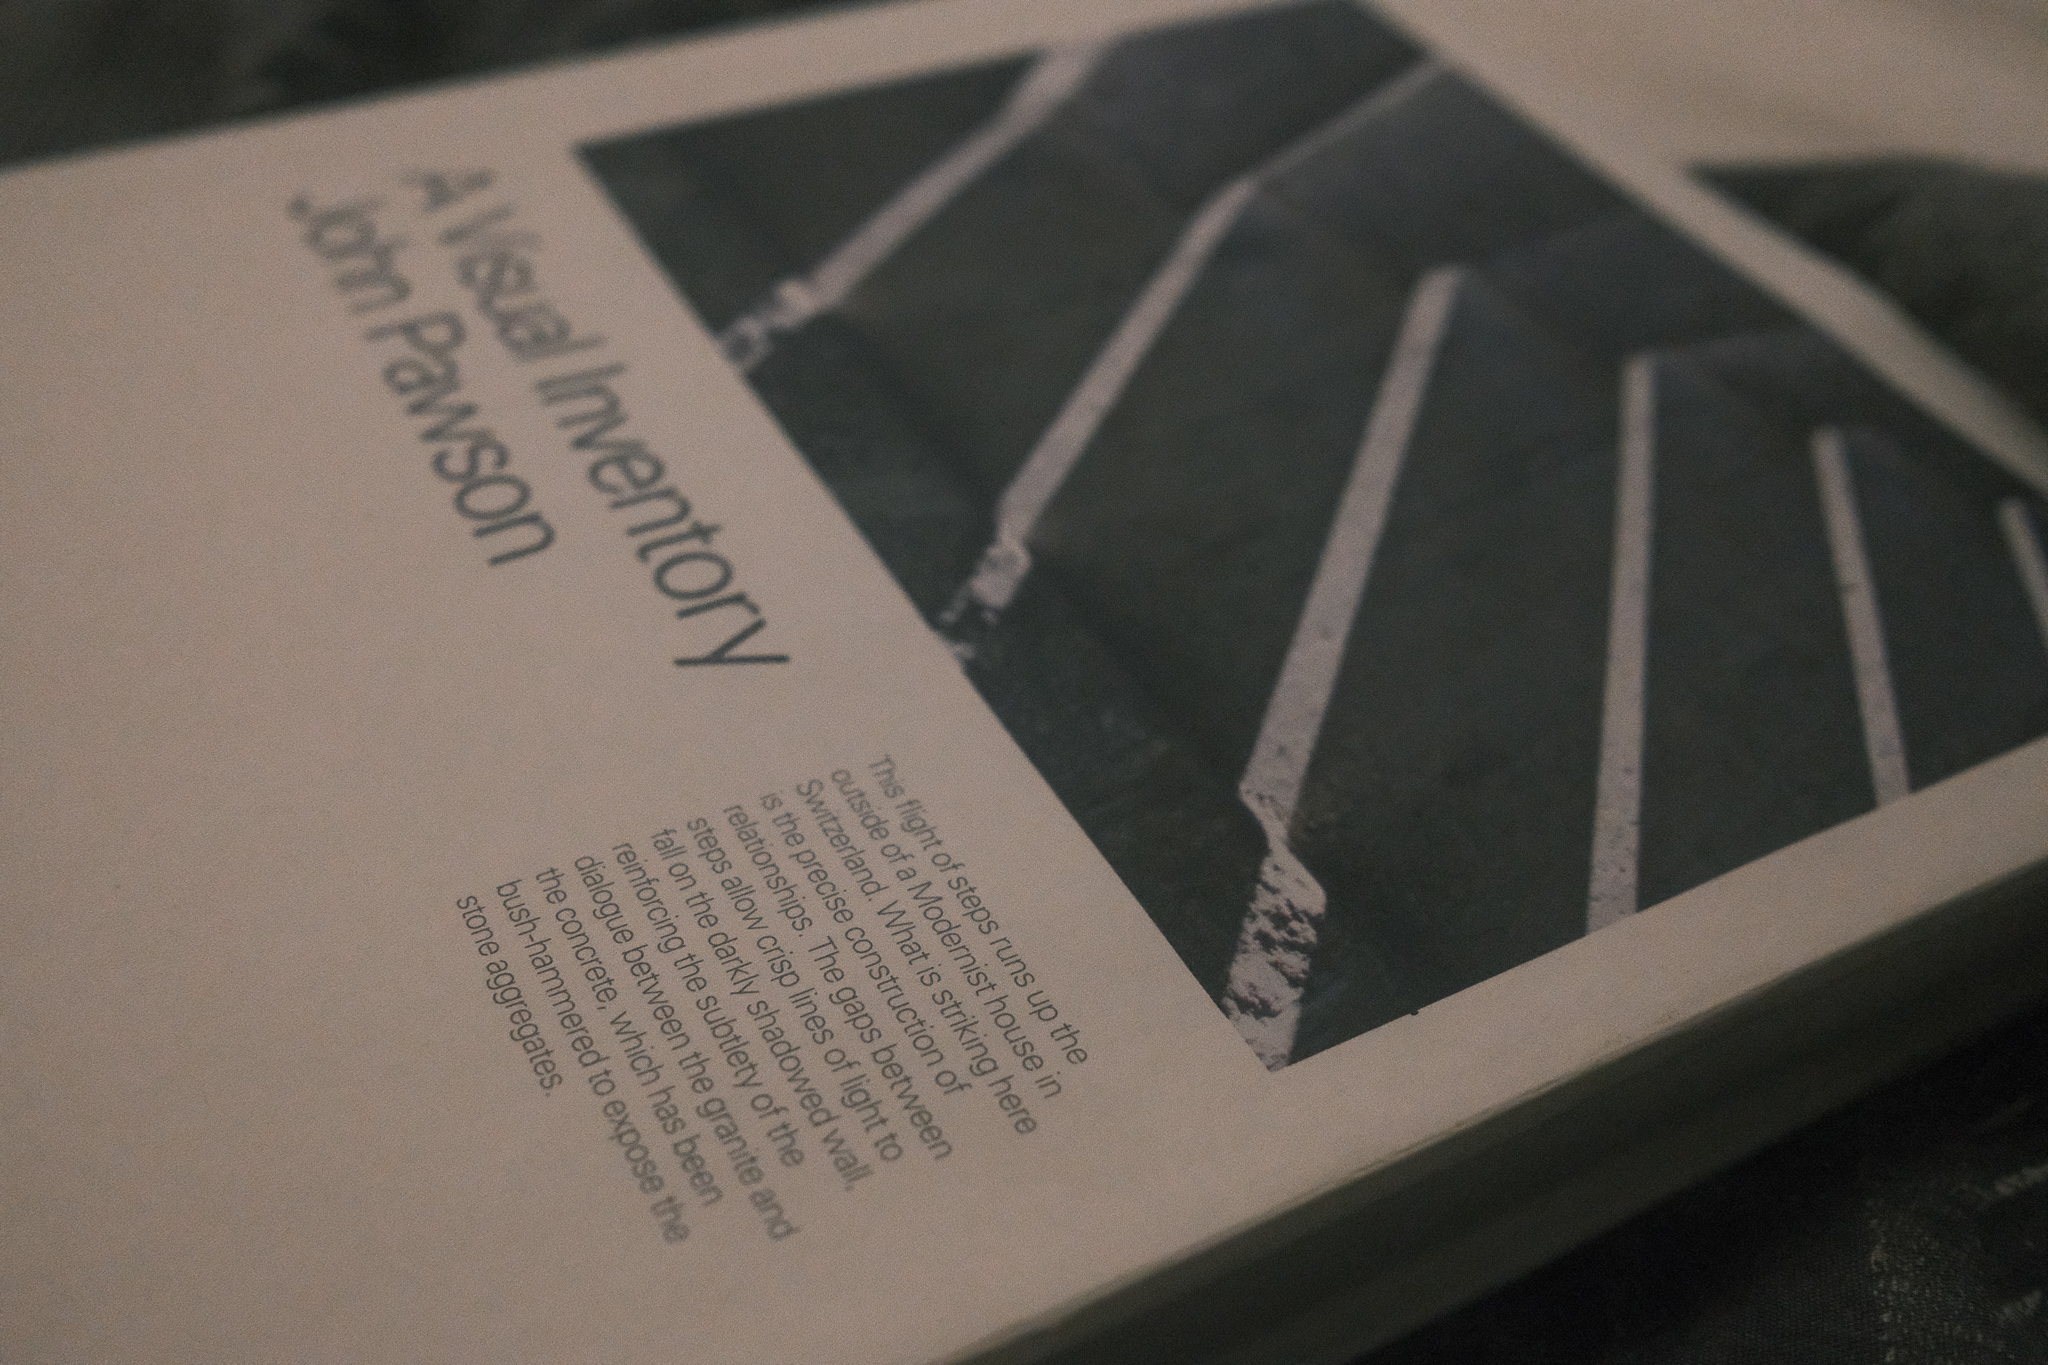 A Visual Inventory
John Pawson
This flight of steps runs up the
outside of a Modernist house in
Switzerland. What is striking here
is the precise construction of
relationships. The gaps between
steps allow crisp lines of light to
fall on the darkly shadowed wall,
reinforcing the subtlety of the
dialogue between the granite and
the concrete, which has been
bush-hammered to expose the
stone aggregates.